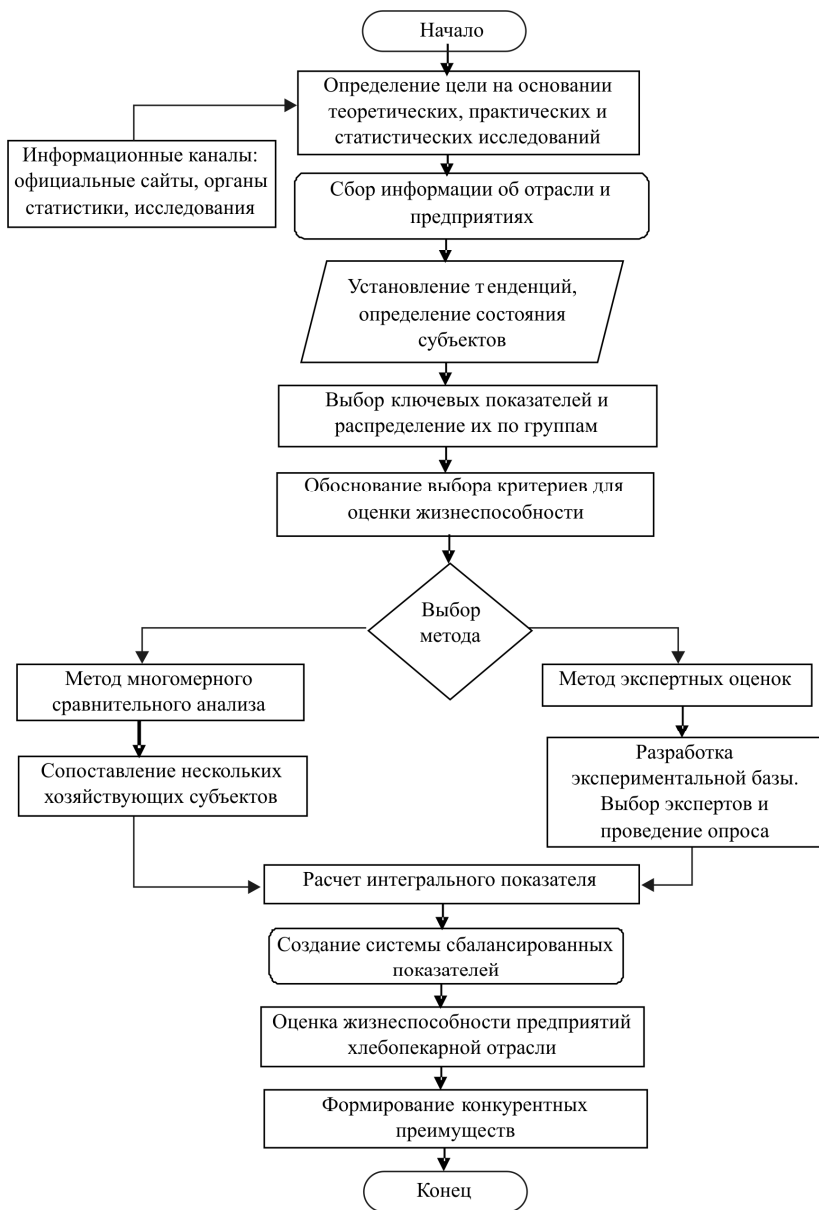 Начало
Определение цели на основании
теоретических, практических и
статистических исследований
Информационные каналы:
официальные сайты, органы
статистики, исследования
Сбор информации об отрасли и
предприятиях
Установление тенденций,
определение состояния
субъектов
Выбор ключевых показателей и
распределение их по группам
Обоснование выбора критериев для
оценки жизнеспособности
Выбор
метода
Метод многомерного
сравнительного анализа
Метод экспертных оценок
Сопоставление нескольких
хозяйствующих субъектов
Разработка
экспериментальной базы.
Выбор экспертов и
проведение опроса
Расчет интегрального показателя
Создание системы сбалансированных
показателей
Оценка жизнеспособности предприятий
хлебопекарной отрасли
Формирование конкурентных
преимуществ
Конец